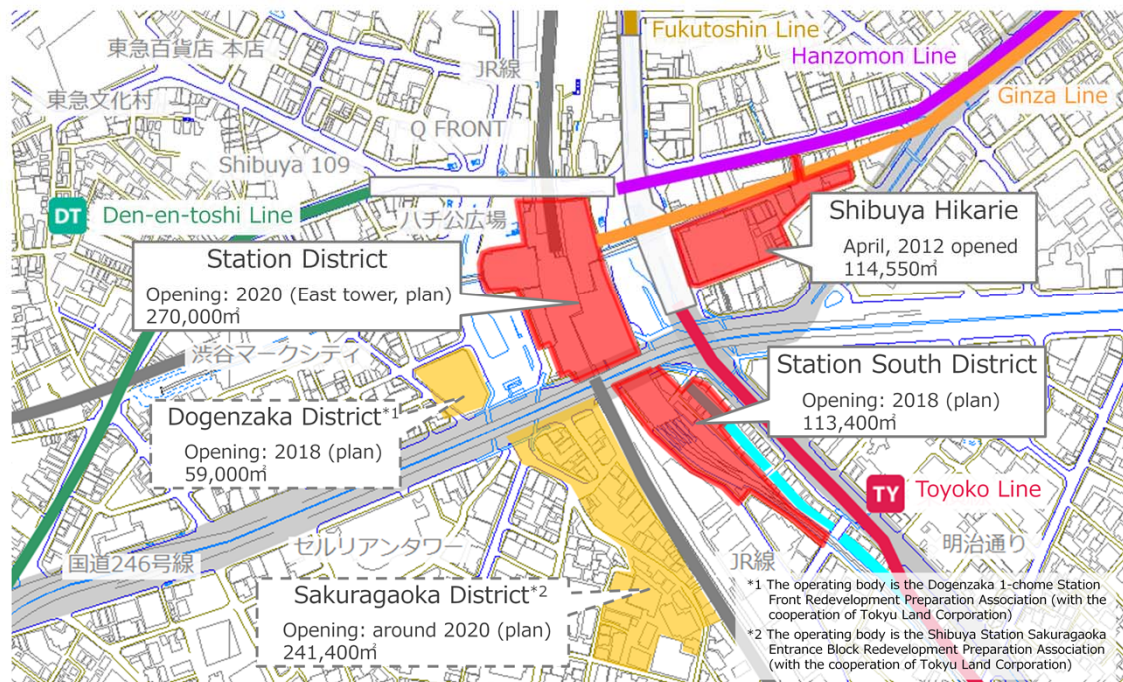 Fukutoshin Line
東急百貨店 本店
Hanzomon Line
JR線
Ginza Line
東急文化村
Q FRONT
Shibuya 109
DT
Den-en-toshi Line
ハチ公広場
Shibuya Hikarie
April, 2012 opened
114,550㎡
Station District
Opening: 2020 (East tower, plan)
270,000㎡
渋谷マークシティ
Station South District
Opening: 2018 (plan)
113,400㎡
Dogenzaka District*1
Opening: 2018 (plan)
59,000㎡
TY
Toyoko Line
セルリアンタワー
明治通り
国道246号線
JR線
Sakuragaoka District*2
Opening: around 2020 (plan)
241,400㎡
*1 The operating body is the Dogenzaka 1-chome Station
Front Redevelopment Preparation Association (with the
cooperation of Tokyu Land Corporation)
*2 The operating body is the Shibuya Station Sakuragaoka
Entrance Block Redevelopment Preparation Association
(with the cooperation of Tokyu Land Corporation)